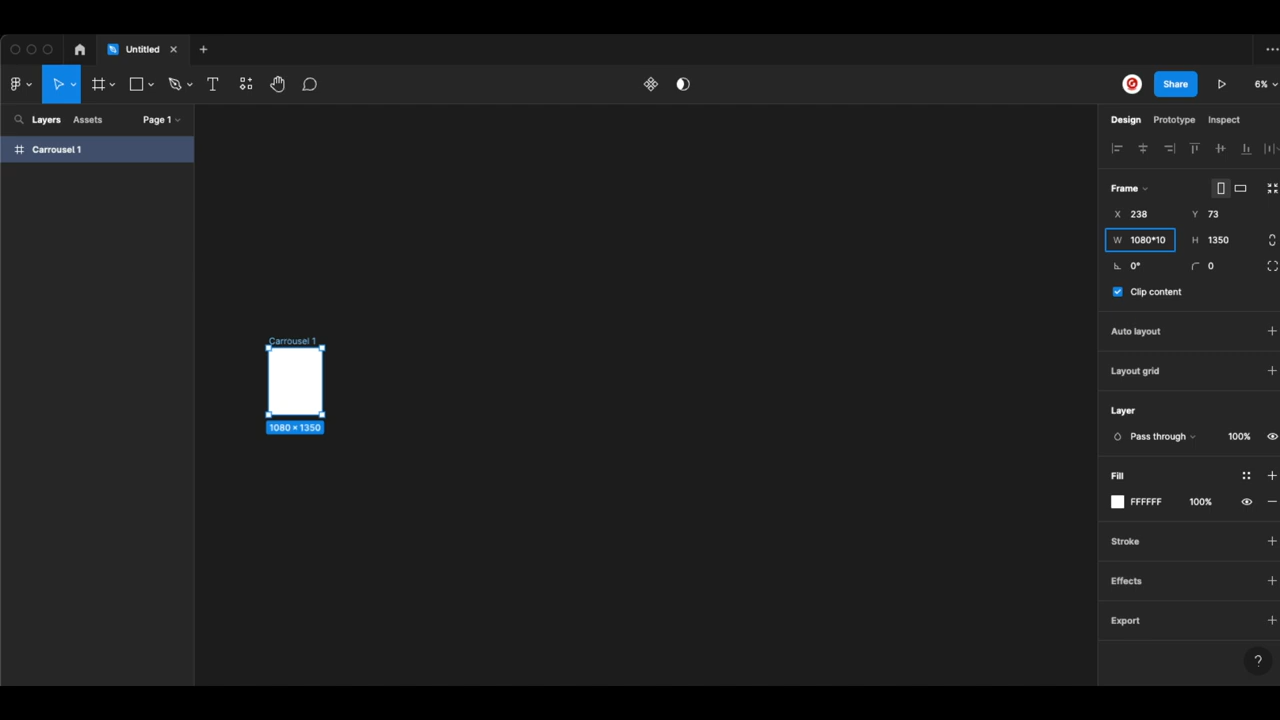 Untitled
Share
6%
Layers
Assets
Page 1
Design
Prototype
Inspect
Carrousel 1
Frame
X 238
Y 73
W 1080*10
H 1350
0°
0
Clip content
Auto layout
Carrousel 1
1080 × 1350
Layout grid
Layer
Pass through
100%
Fill
FFFFFF
100%
Stroke
Effects
Export
?